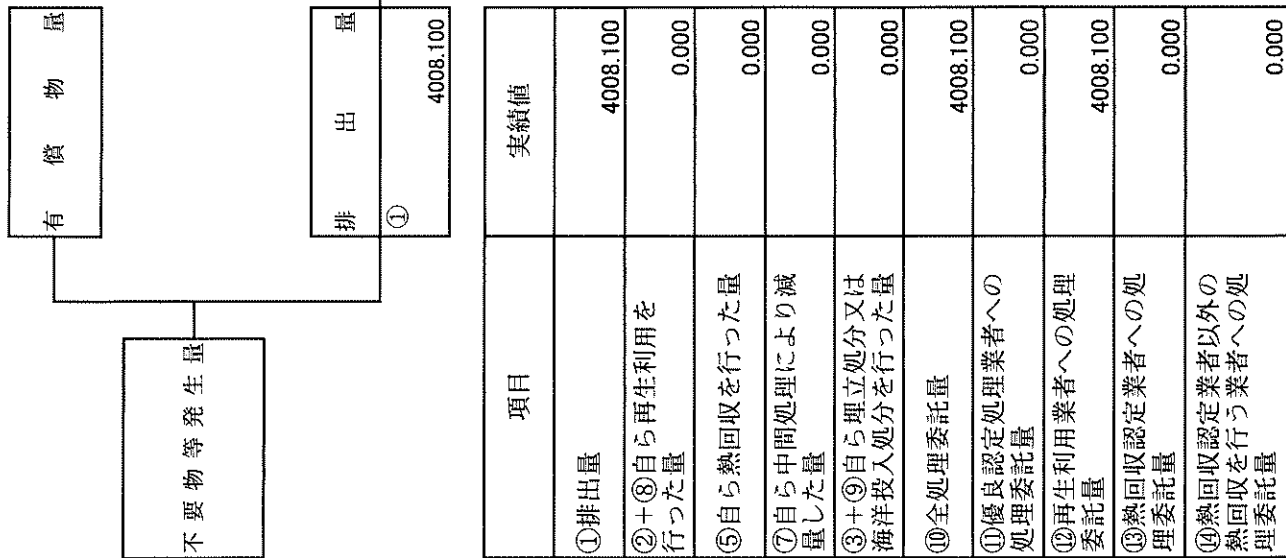 有償物量
不要物等発生量
排出量
①
4008.100
項目
実績値
①排出量
4008.100
②+⑧自ら再生利用を
行った量
0.000
⑤自ら熱回収を行った量
0.000
⑦自ら中間処理により減
量した量
0.000
③+⑨自ら埋立処分又は
海洋投入処分を行った量
0.000
⑩全処理委託量
4008.100
⑪優良認定処理業者への
処理委託量
0.000
⑫再生利用業者への処理
委託量
4008.100
⑬熱回収認定業者への処
理委託量
0.000
⑭熱回収認定業者以外の
熱回収を行う業者への処
理委託量
0.000